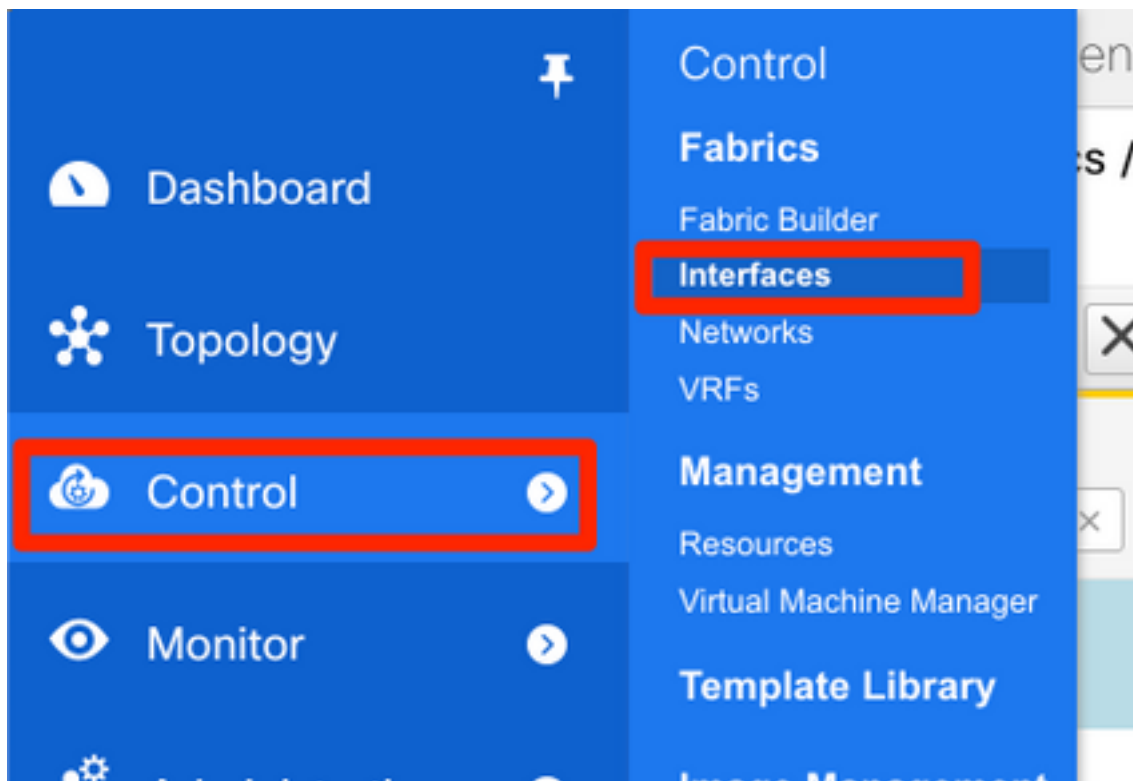 Dashboard
Topology
Control
Monitor
Control
Fabrics
Fabric Builder
Interfaces
Networks
VRFs
Management
Resources
Virtual Machine Manager
Template Library